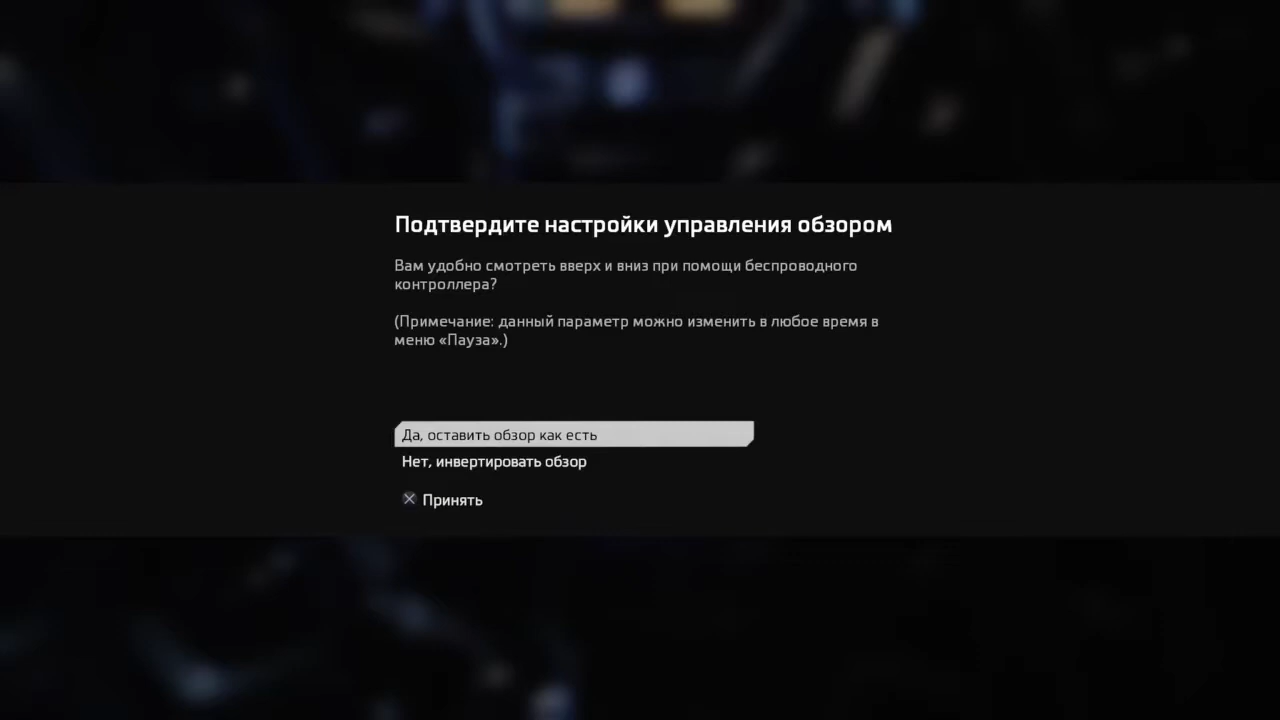 Подтвердите настройки управления обзором
Вам удобно смотреть вверх и вниз при помощи беспроводного
контроллера?
(Примечание: данный параметр можно изменить в любое время в
меню «Пауза».)
Да, оставить обзор как есть
Нет, инвертировать обзор
Принять